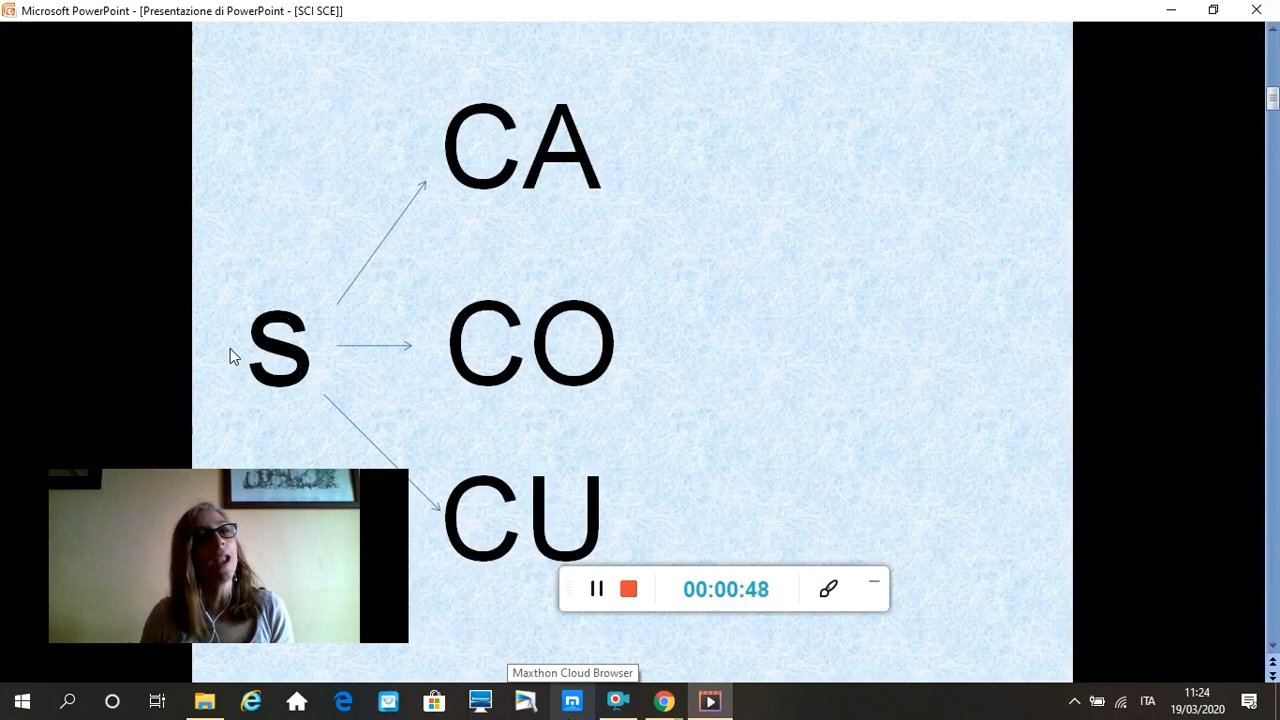 Microsoft PowerPoint - [Presentazione di PowerPoint - [SCI SCE]]
CA
S
CO
CU
00:00:48
Maxthon Cloud Browser
ITA
11:24
19/03/2020